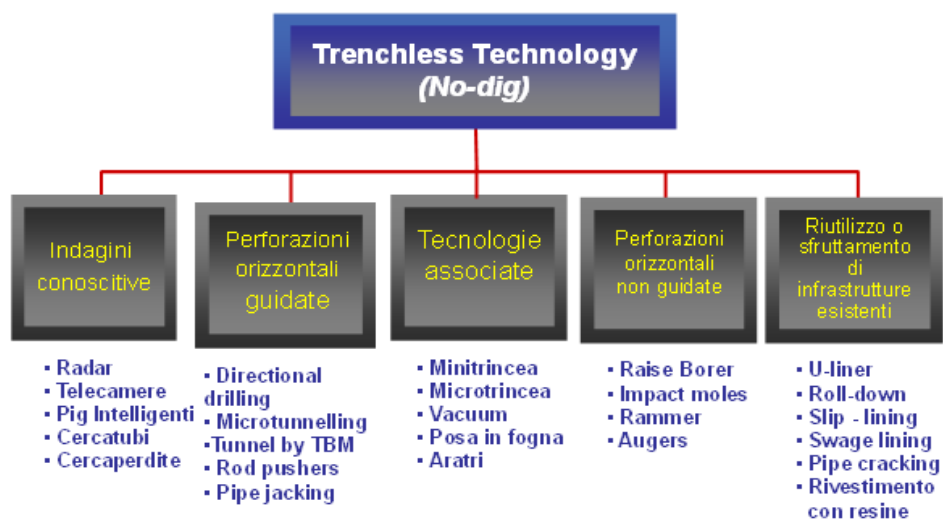 Trenchless Technology
(No-dig)
Indagini
conoscitive
▪ Radar
▪ Telecamere
▪ Pig Intelligenti
▪ Cercatubi
▪ Cercaperdite
Perforazioni
orizzontali
guidate
▪ Directional
drilling
▪ Microtunnelling
▪Tunnel by TBM
▪ Rod pushers
▪ Pipe jacking
Tecnologie
associate
▪ Minitrincea
▪ Microtrincea
▪ Vacuum
▪ Posa in fogna
▪ Aratri
Perforazioni
orizzontali
non guidate
▪ Raise Borer
▪ Impact moles
▪ Rammer
▪ Augers
Riutilizzo o
sfruttamento
di
infrastrutture
esistenti
▪ U-liner
▪ Roll-down
▪ Slip - lining
▪ Swage lining
▪ Pipe cracking
▪ Rivestimento
con resine